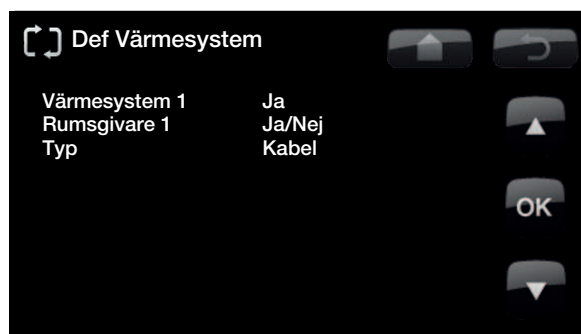 Def Värmesystem
Värmesystem 1 Ja
Rumsgivare 1 Ja/Nej
Typ Kabel
OK